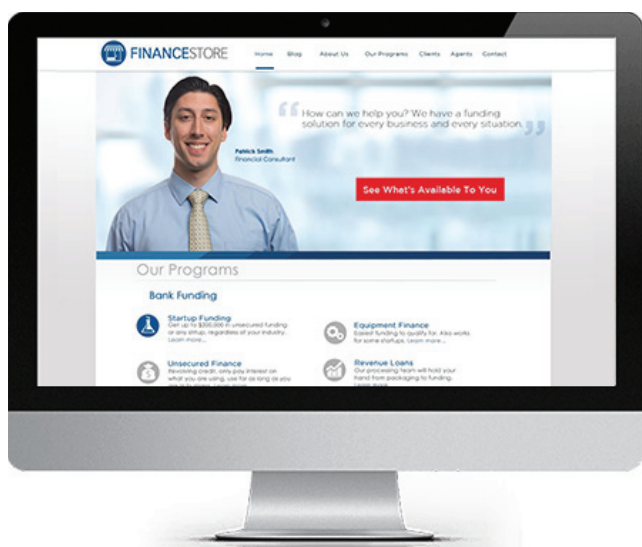 FINANCESTORE
Home Blog About Us Our Programs Clients Agents Contact
How can we help you? We have a funding
solution for every business and every situation.
Patrick Smith
Financial Consultant
See What's Available To You
Our Programs
Bank Funding
Startup Funding
Get up to $200,000 in unsecured funding
or any sirtup, regardless of your industry.
Learn more...
Equipment Finance
Easiest funding to qualify for. Also works
for some startups. Learn more...
Unsecured Finance
Revolving credit, only pay interest on
what you are using, use for as long as you
Revenue Loans
Our processing team will hold your
hand from packaging to funding.